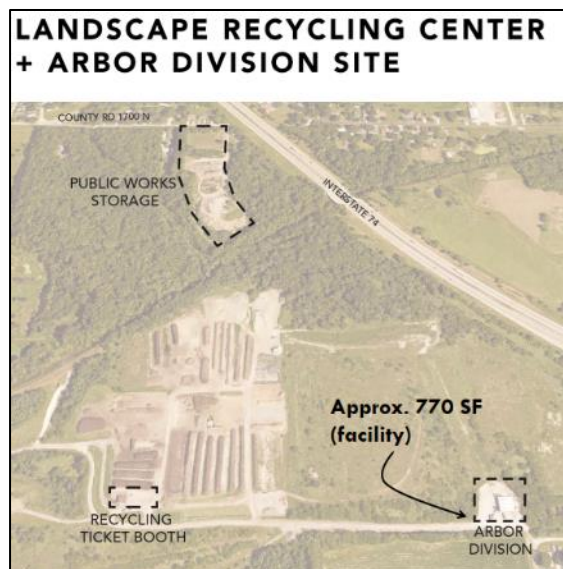 LANDSCAPE RECYCLING CENTER
+ ARBOR DIVISION SITE
COUNTY RD 1700 N
PUBLIC WORKS
STORAGE
INTERSTATE 74
Approx. 770 SF
(facility)
RECYCLING
TICKET BOOTH
ARBOR
DIVISION